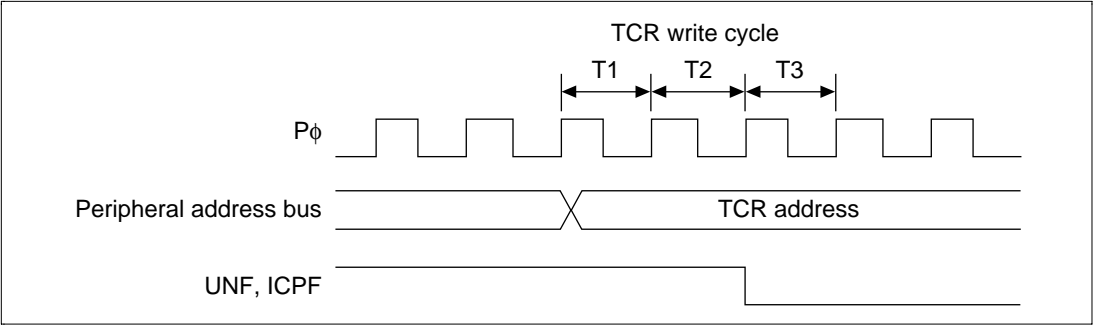 TCR write cycle
T1 T2 T3
Pϕ
Peripheral address bus TCR address
UNF, ICPF